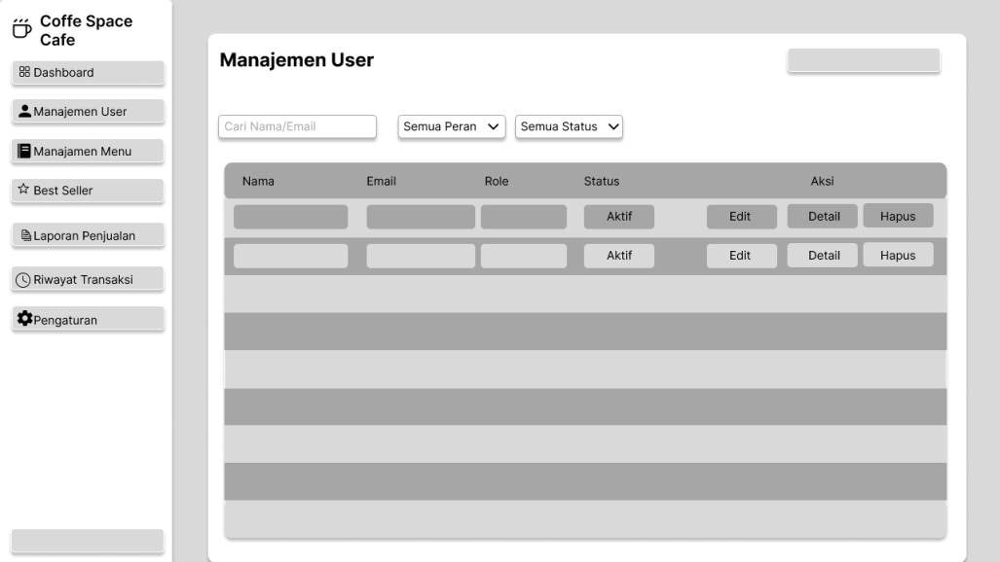 Coffe Space
Cafe
Dashboard
Manajemen User
Manajamen Menu
Best Seller
Laporan Penjualan
Riwayat Transaksi
Pengaturan
Manajemen User
Cari Nama/Email
Semua Peran
Semua Status
Nama Email Role Status Aksi
Aktif Edit Detail Hapus
Aktif Edit Detail Hapus